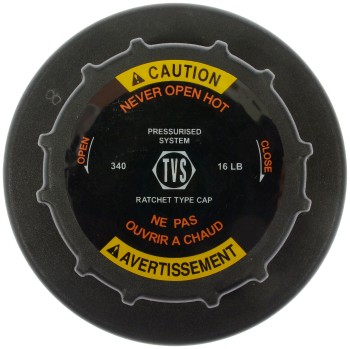 8
CAUTION
NEVER OPEN HOT
OPEN
CLOSE
PRESSURISED
SYSTEM
340 TVS 16 LB
RATCHET TYPE CAP
NE PAS
OUVRIR A CHAUD
AVERTISSEMENT